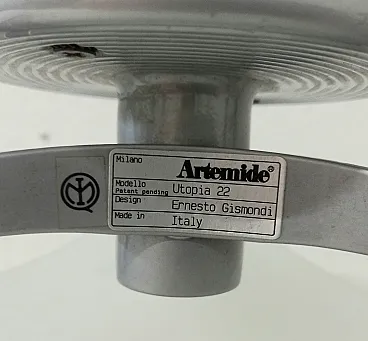 Milano
Artemide®
Modello
Patent pending Utopia 22
Design Ernesto Gismondi
Made in Italy